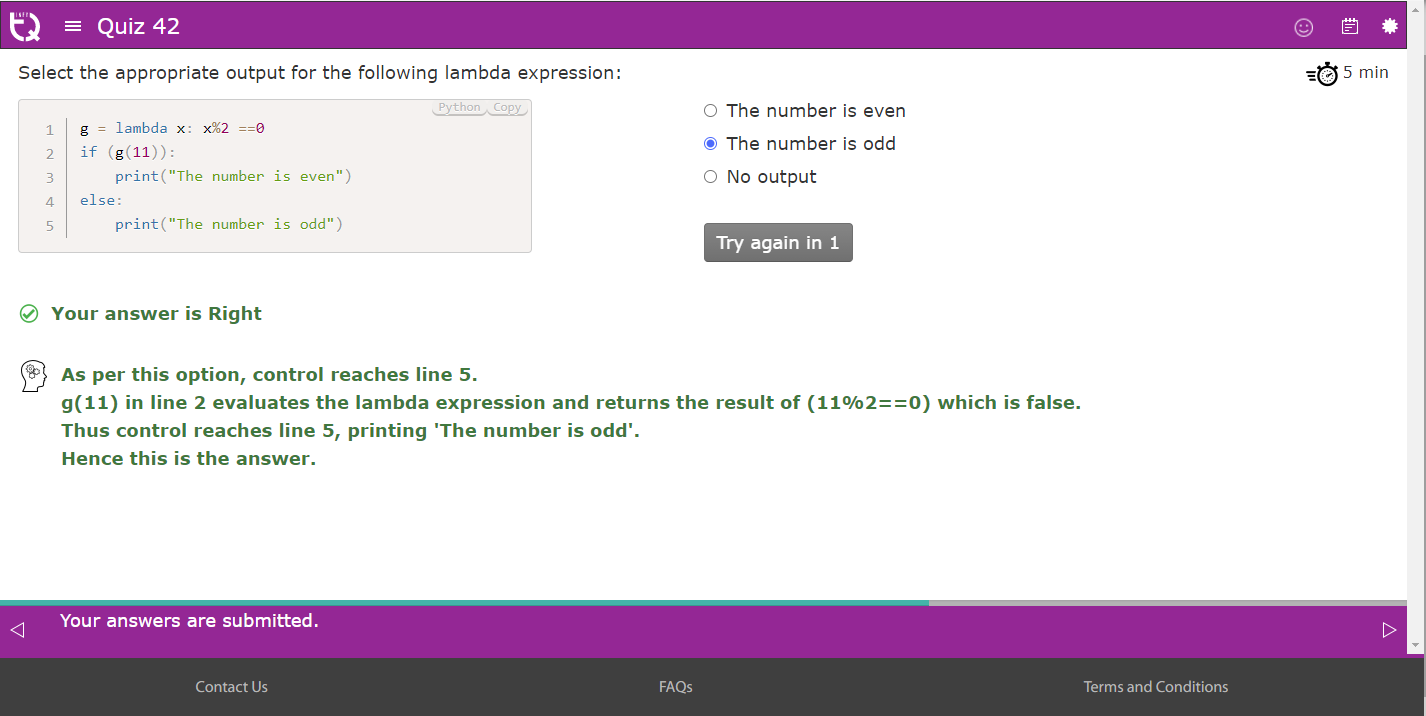 INFY
TQ
Quiz 42
Select the appropriate output for the following lambda expression:
5 min
Python Copy
1 g = lambda x: x%2 ==0
2 if (g(11)):
3 print("The number is even")
4 else:
5 print("The number is odd")
The number is even
The number is odd
No output
Try again in 1
Your answer is Right
As per this option, control reaches line 5.
g(11) in line 2 evaluates the lambda expression and returns the result of (11%2==0) which is false.
Thus control reaches line 5, printing 'The number is odd'.
Hence this is the answer.
Your answers are submitted.
Contact Us
FAQs
Terms and Conditions